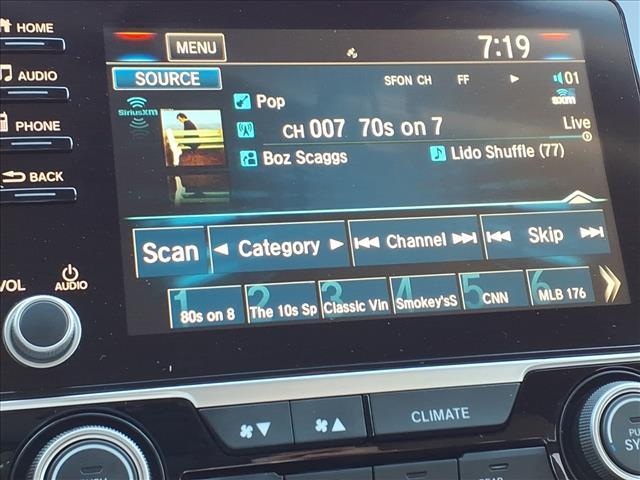 HOME
MENU
7:19
AUDIO
SOURCE
SFON CH FF
01
SiriusXM
Pop
sxm
PHONE
CH 007 70s on 7
Live
BACK
Boz Scaggs
Lido Shuffle (77)
Scan
Category
Channel
Skip
VOL
AUDIO
1 80s on 8
2 The 10s Sp
3 Classic Vin
4 Smokey'sS
5 CNN
6 MLB 176
CLIMATE